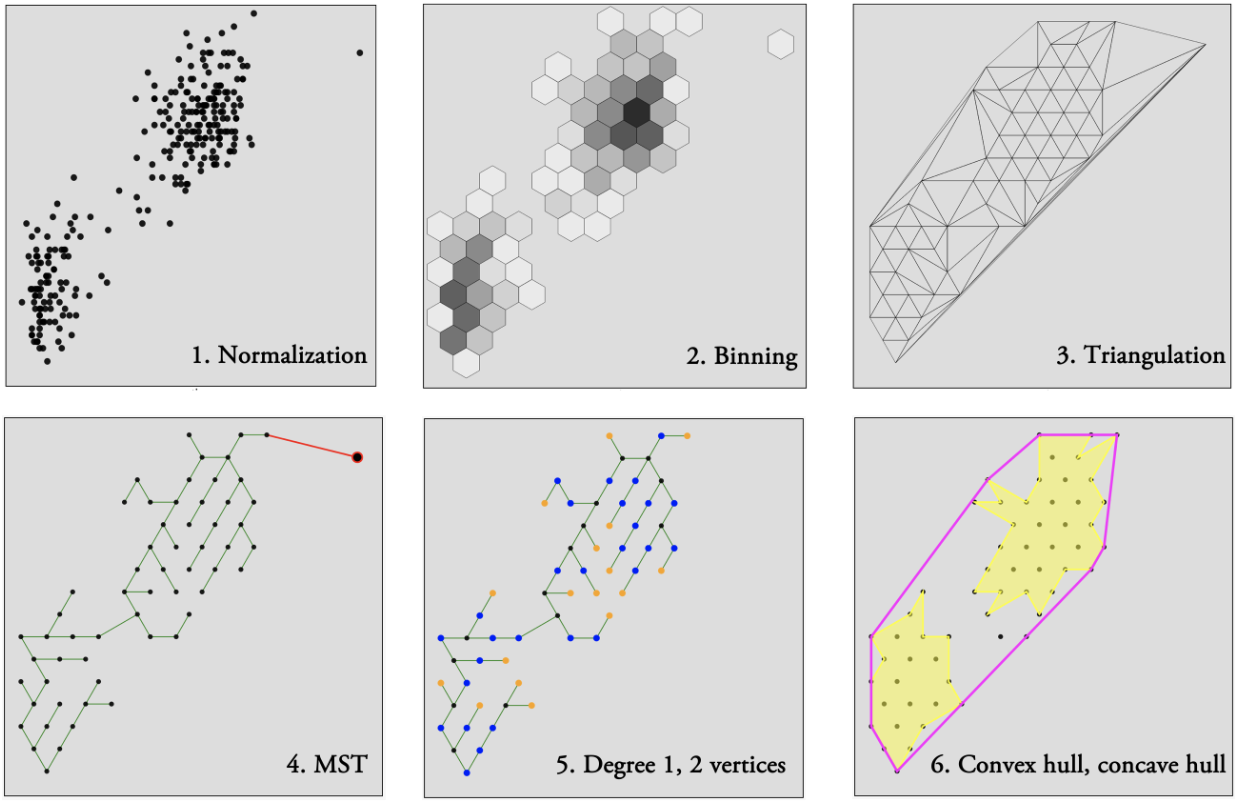 1. Normalization
2. Binning
3. Triangulation
4. MST
5. Degree 1, 2 vertices
6. Convex hull, concave hull